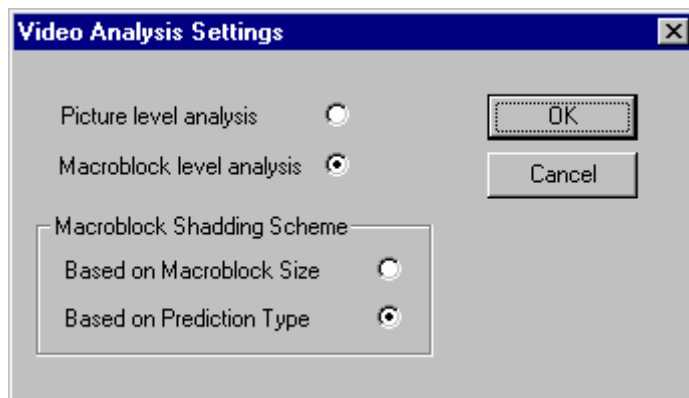 Video Analysis Settings
Picture level analysis
OK
Macroblock level analysis
Cancel
Macroblock Shadding Scheme
Based on Macroblock Size
Based on Prediction Type